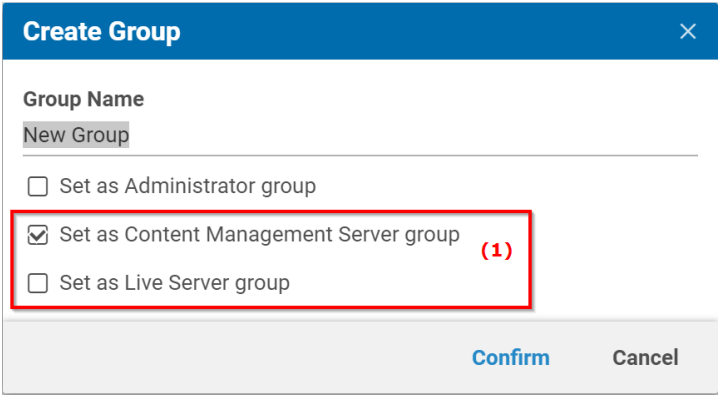 Create Group
Group Name
New Group
Set as Administrator group
Set as Content Management Server group
(1)
Set as Live Server group
Confirm Cancel